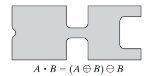 A • B = (A ⊕ B) ⊖ B